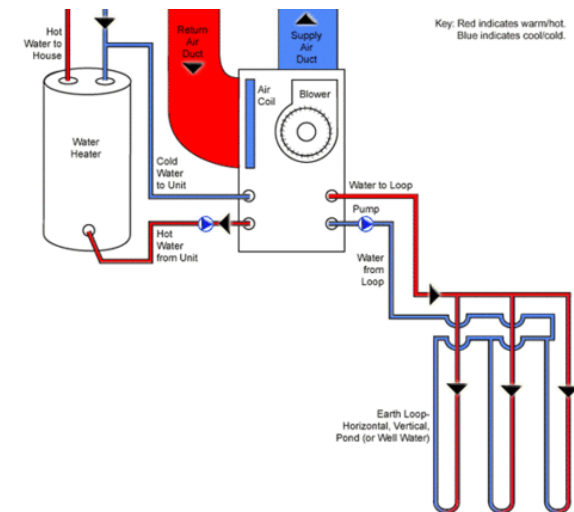 Key: Red indicates warm/hot.
Blue indicates cool/cold.
Hot
Water to
House
Return
Air
Duct
Supply
Air
Duct
Air
Coil
Blower
Water
Heater
Cold
Water
to Unit
Water to Loop
Pump
Hot
Water
from Unit
Water
from
Loop
Earth Loop-
Horizontal, Vertical,
Pond (or Well Water)